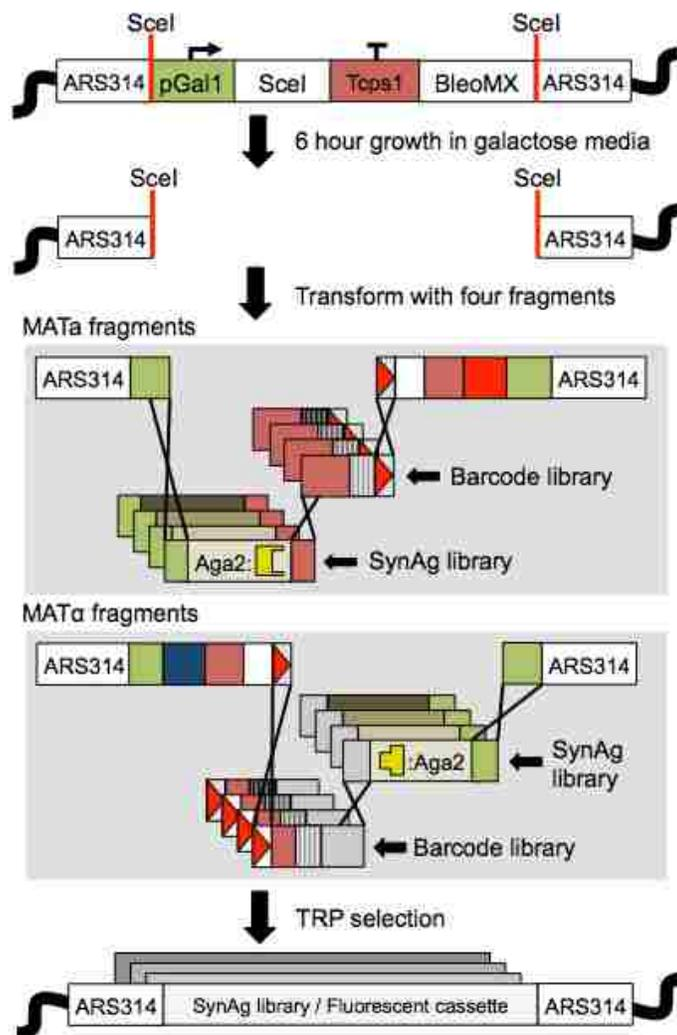 SceI SceI
ARS314 pGal1 SceI Tcps1 BleoMX ARS314
6 hour growth in galactose media
SceI SceI
ARS314 ARS314
Transform with four fragments
MATa fragments
ARS314 ARS314
Barcode library
Aga2: SynAg library
MATα fragments
ARS314 ARS314
:Aga2 SynAg
library
Barcode library
TRP selection
ARS314 SynAg library / Fluorescent cassette ARS314